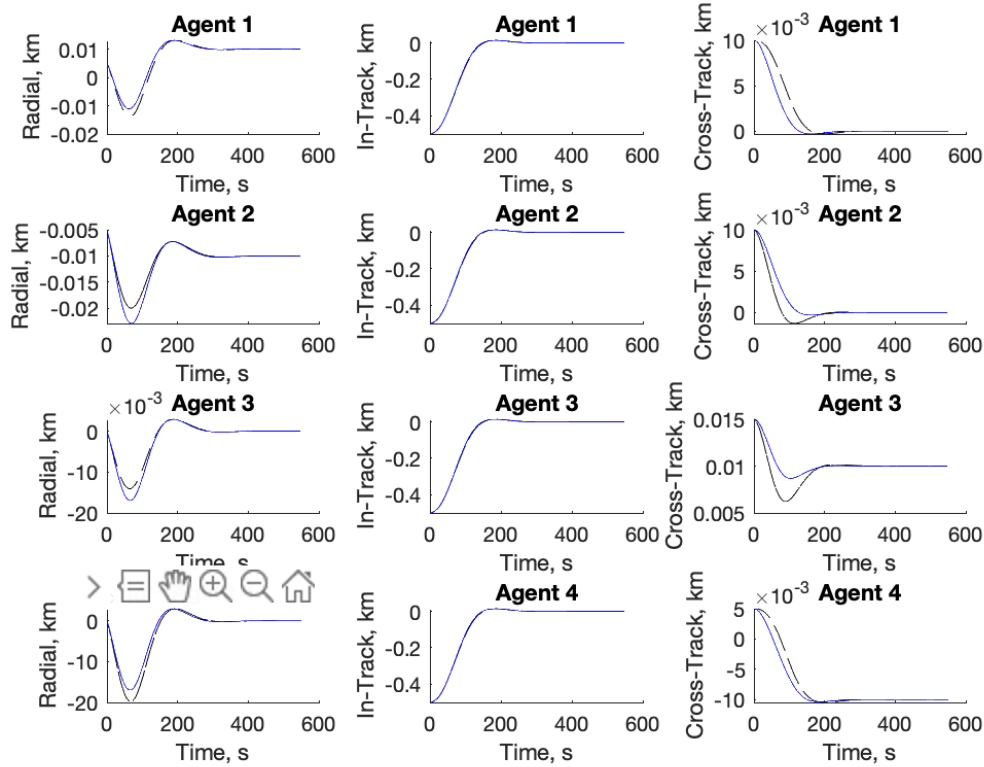 Agent 1
Radial, km
0.01
0
-0.01
-0.02
0 200 400 600
Time, s
Agent 1
In-Track, km
0
-0.2
-0.4
0 200 400 600
Time, s
×10⁻³ Agent 1
Cross-Track, km
10
5
0
0 200 400 600
Time, s
Agent 2
Radial, km
-0.005
-0.01
-0.015
-0.02
0 200 400 600
Time, s
Agent 2
In-Track, km
0
-0.2
-0.4
0 200 400 600
Time, s
×10⁻³ Agent 2
Cross-Track, km
10
5
0
0 200 400 600
Time, s
×10⁻³ Agent 3
Radial, km
0
-10
-20
0 200 400 600
Time, s
Agent 3
In-Track, km
0
-0.2
-0.4
0 200 400 600
Time, s
Agent 3
Cross-Track, km
0.015
0.01
0.005
0 200 400 600
Time, s
Radial, km
0
-10
-20
0 200 400 600
Time, s
Agent 4
In-Track, km
0
-0.2
-0.4
0 200 400 600
Time, s
×10⁻³ Agent 4
Cross-Track, km
5
0
-5
-10
0 200 400 600
Time, s